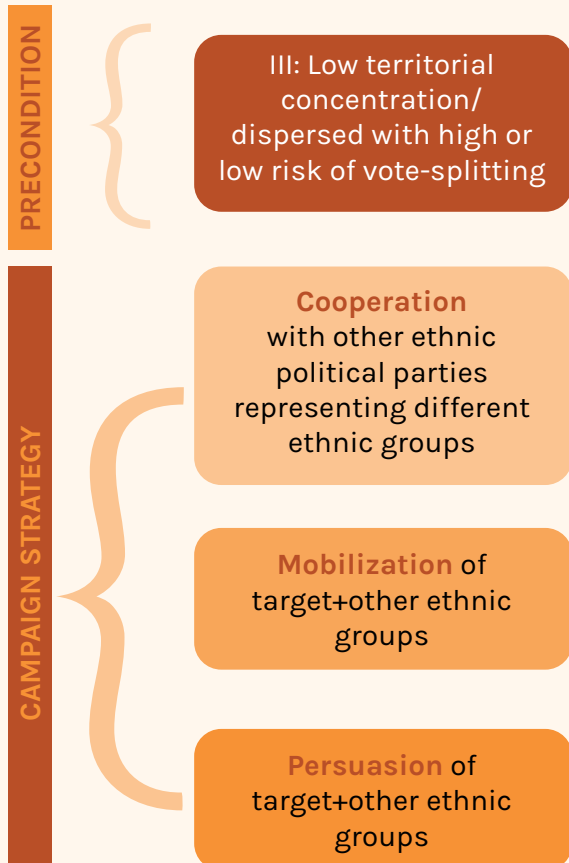 PRECONDITION
III: Low territorial
concentration/
dispersed with high or
low risk of vote-splitting
CAMPAIGN STRATEGY
Cooperation
with other ethnic
political parties
representing different
ethnic groups
Mobilization of
target+other ethnic
groups
Persuasion of
target+other ethnic
groups